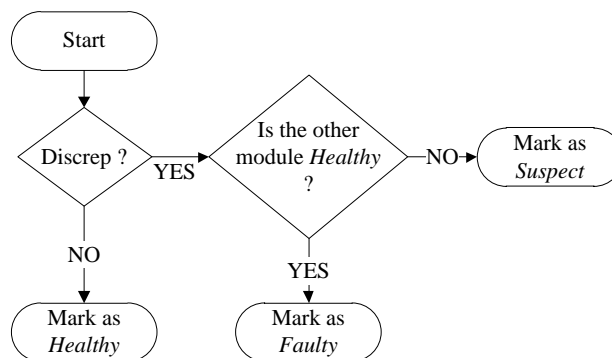 Start
Discrep ?
YES
Is the other
module Healthy
?
NO
Mark as
Suspect
NO
YES
Mark as
Healthy
Mark as
Faulty